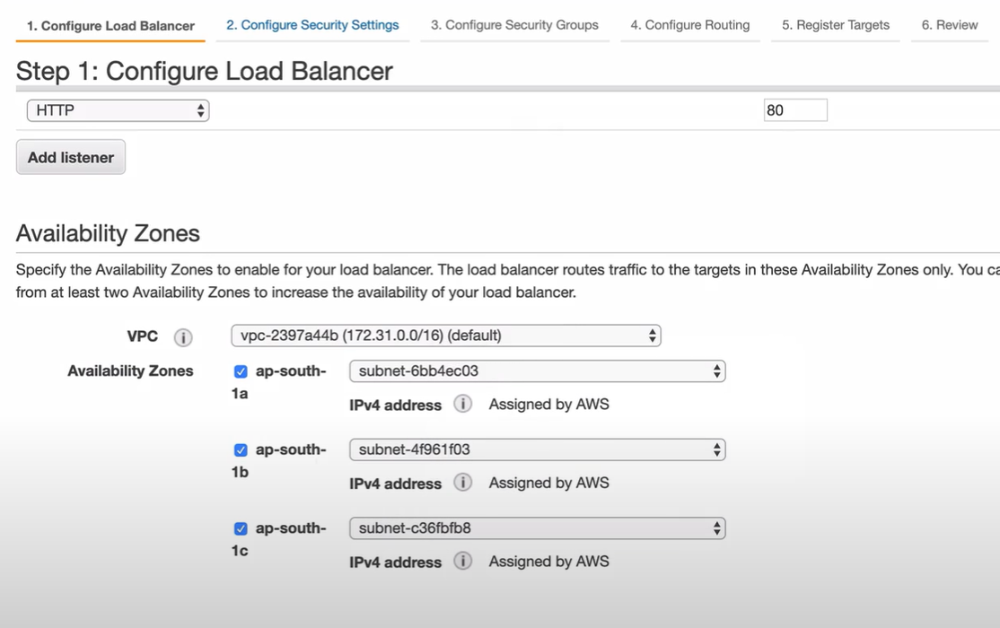 1. Configure Load Balancer 2. Configure Security Settings 3. Configure Security Groups 4. Configure Routing 5. Register Targets 6. Review
Step 1: Configure Load Balancer
HTTP 80
Add listener
Availability Zones
Specify the Availability Zones to enable for your load balancer. The load balancer routes traffic to the targets in these Availability Zones only. You
from at least two Availability Zones to increase the availability of your load balancer.
VPC i vpc-2397a44b (172.31.0.0/16) (default)
Availability Zones ap-south- subnet-6bb4ec03
1a
IPv4 address i Assigned by AWS
ap-south- subnet-4f961f03
1b
IPv4 address i Assigned by AWS
ap-south- subnet-c36fbfb8
1c
IPv4 address i Assigned by AWS